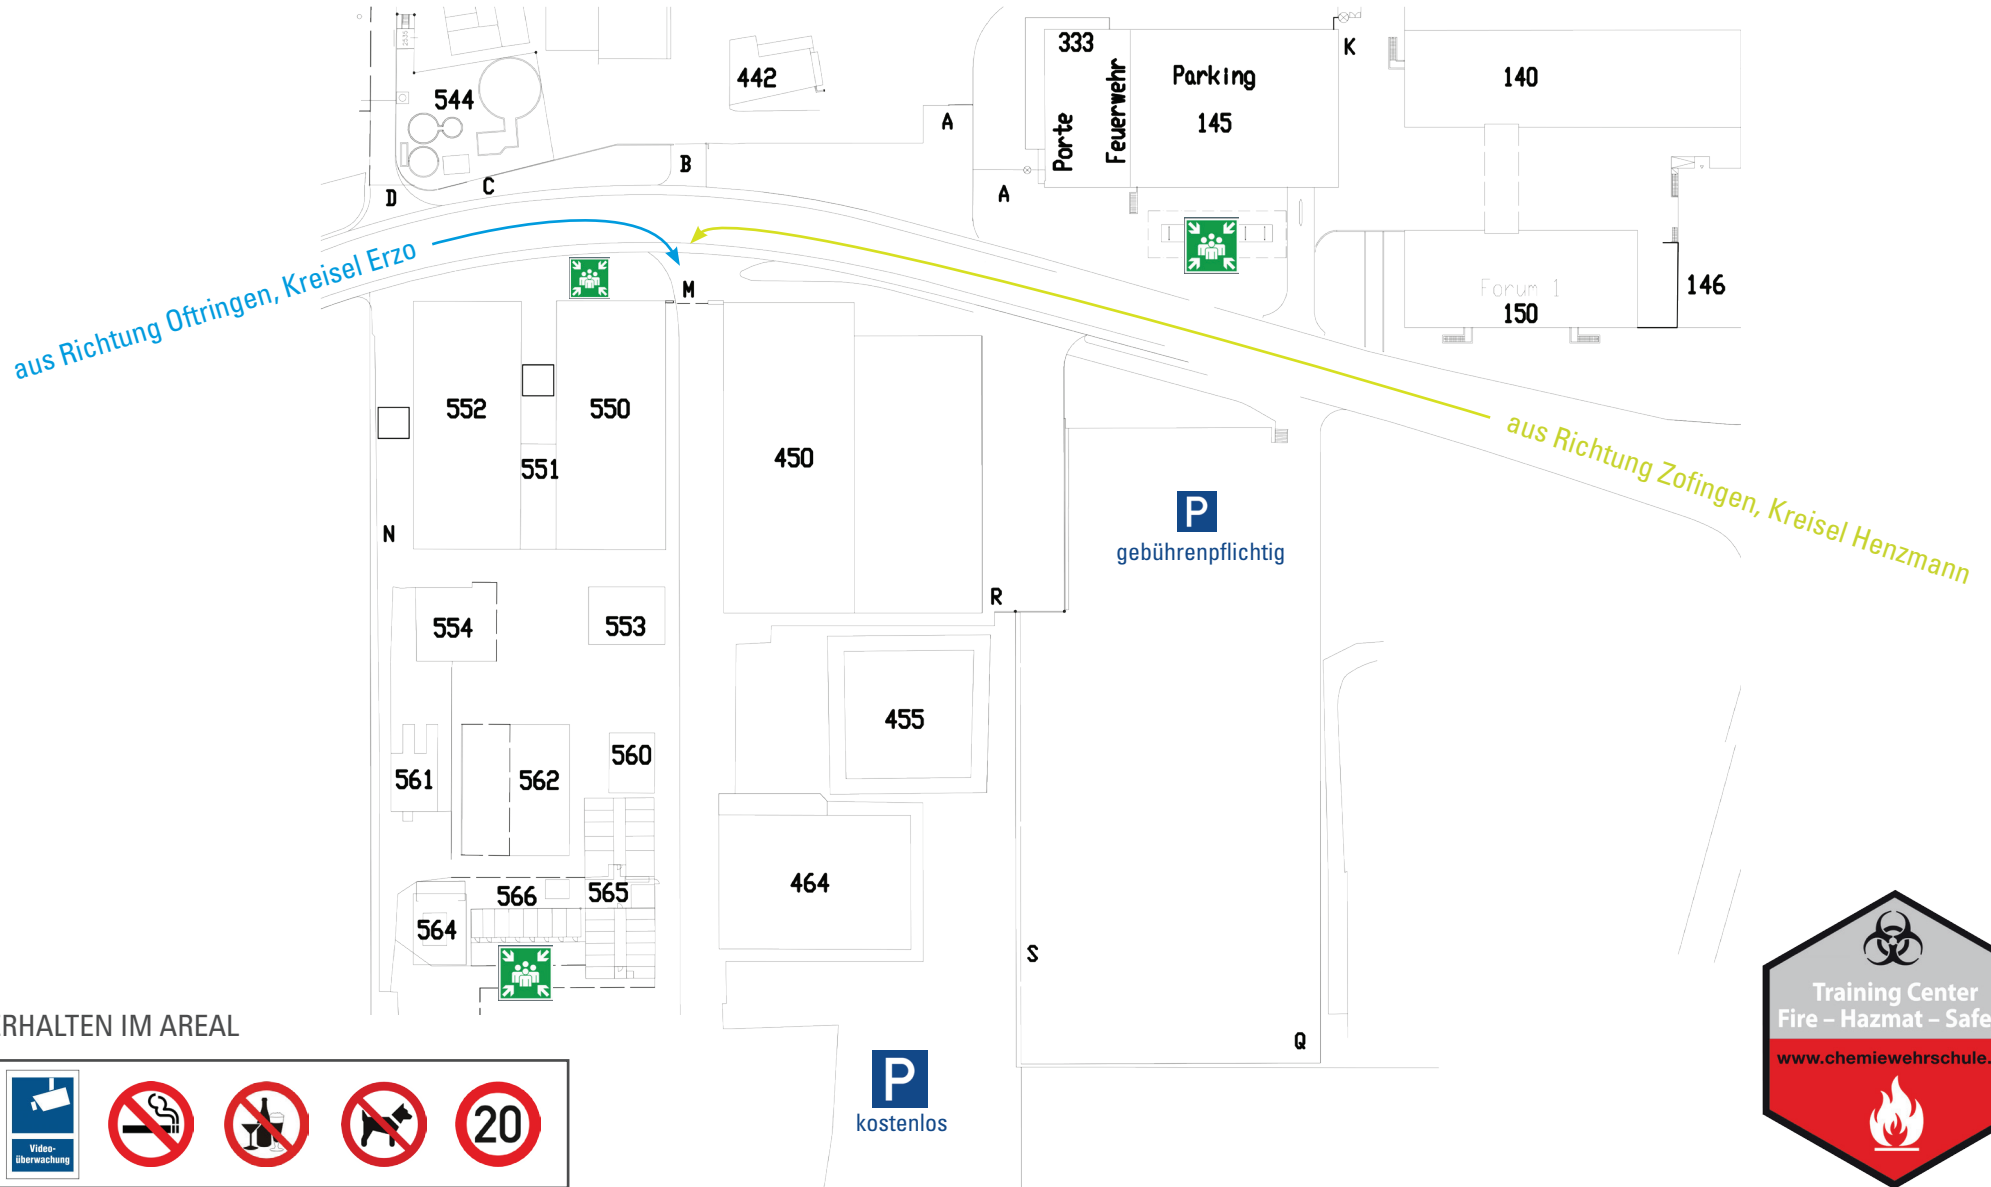 2535
544
442
333
Porte
Feuerwehr
Parking
145
K
140
A
A
B
C
D
146
Forum 1
150
aus Richtung Oftringen, Kreisel Erzo
M
552
550
551
450
N
aus Richtung Zofingen, Kreisel Henzmann
P
gebührenpflichtig
R
554
553
455
561
562
560
566
565
564
464
S
Q
ERHALTEN IM AREAL
Video-
überwachung
20
P
kostenlos
Training Center
Fire – Hazmat – Safe
www.chemiewehrschule.